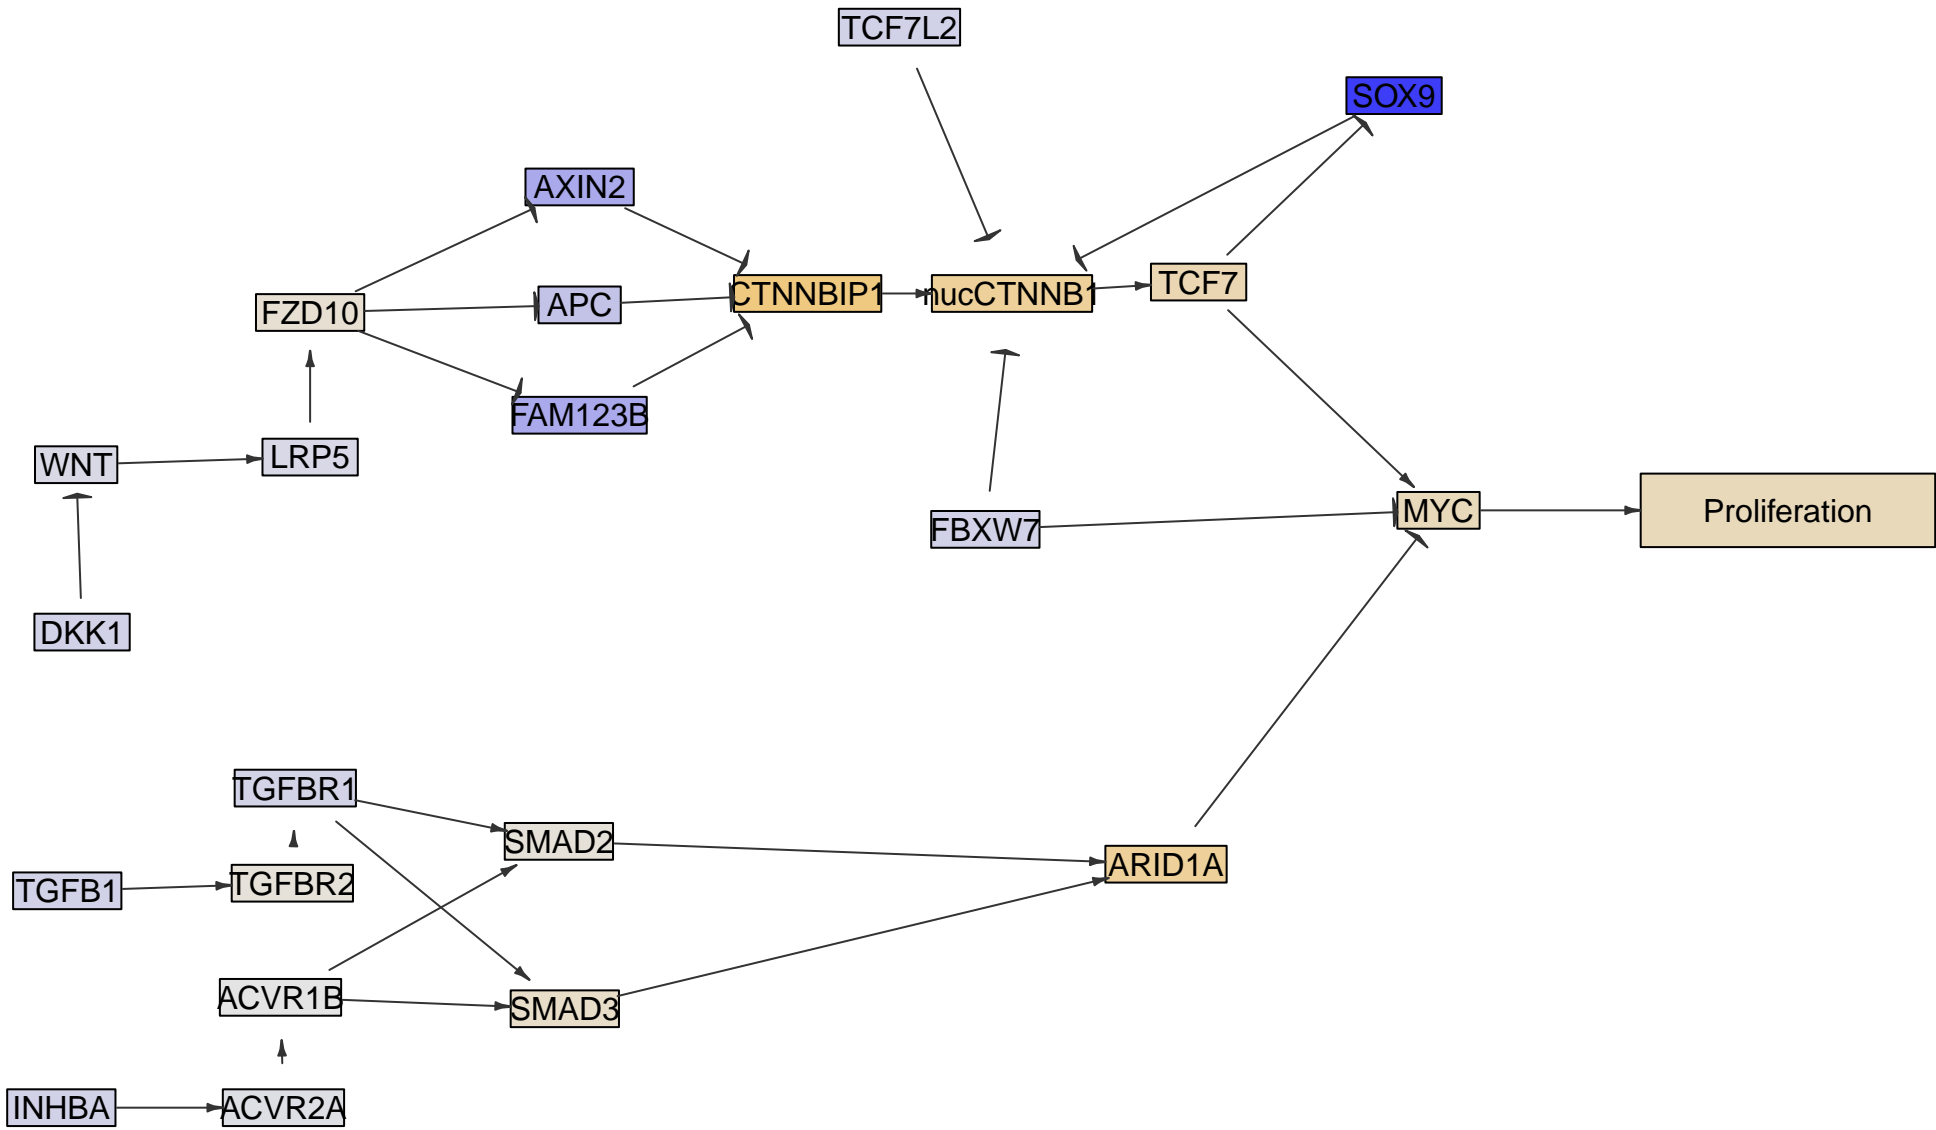 TCF7L2
SOX9
AXIN2
FZD10
APC
CTNNBIP1
nucCTNNB1
TCF7
FAM123B
WNT
LRP5
FBXW7
MYC
Proliferation
DKK1
TGFBR1
SMAD2
TGFB1
TGFBR2
ARID1A
ACVR1B
SMAD3
INHBA
ACVR2A